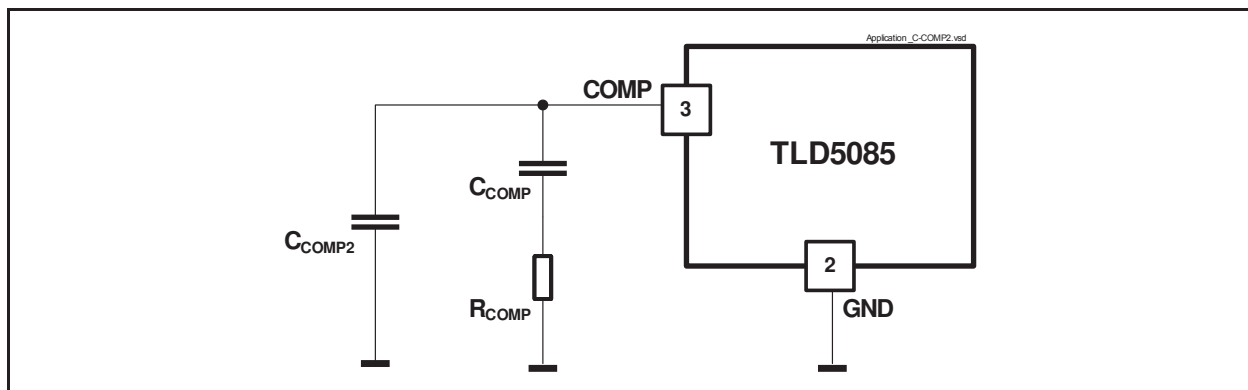 Application_C-COMP2.vsd
COMP
3
TLD5085
C_COMP
C_COMP2
2
R_COMP
GND